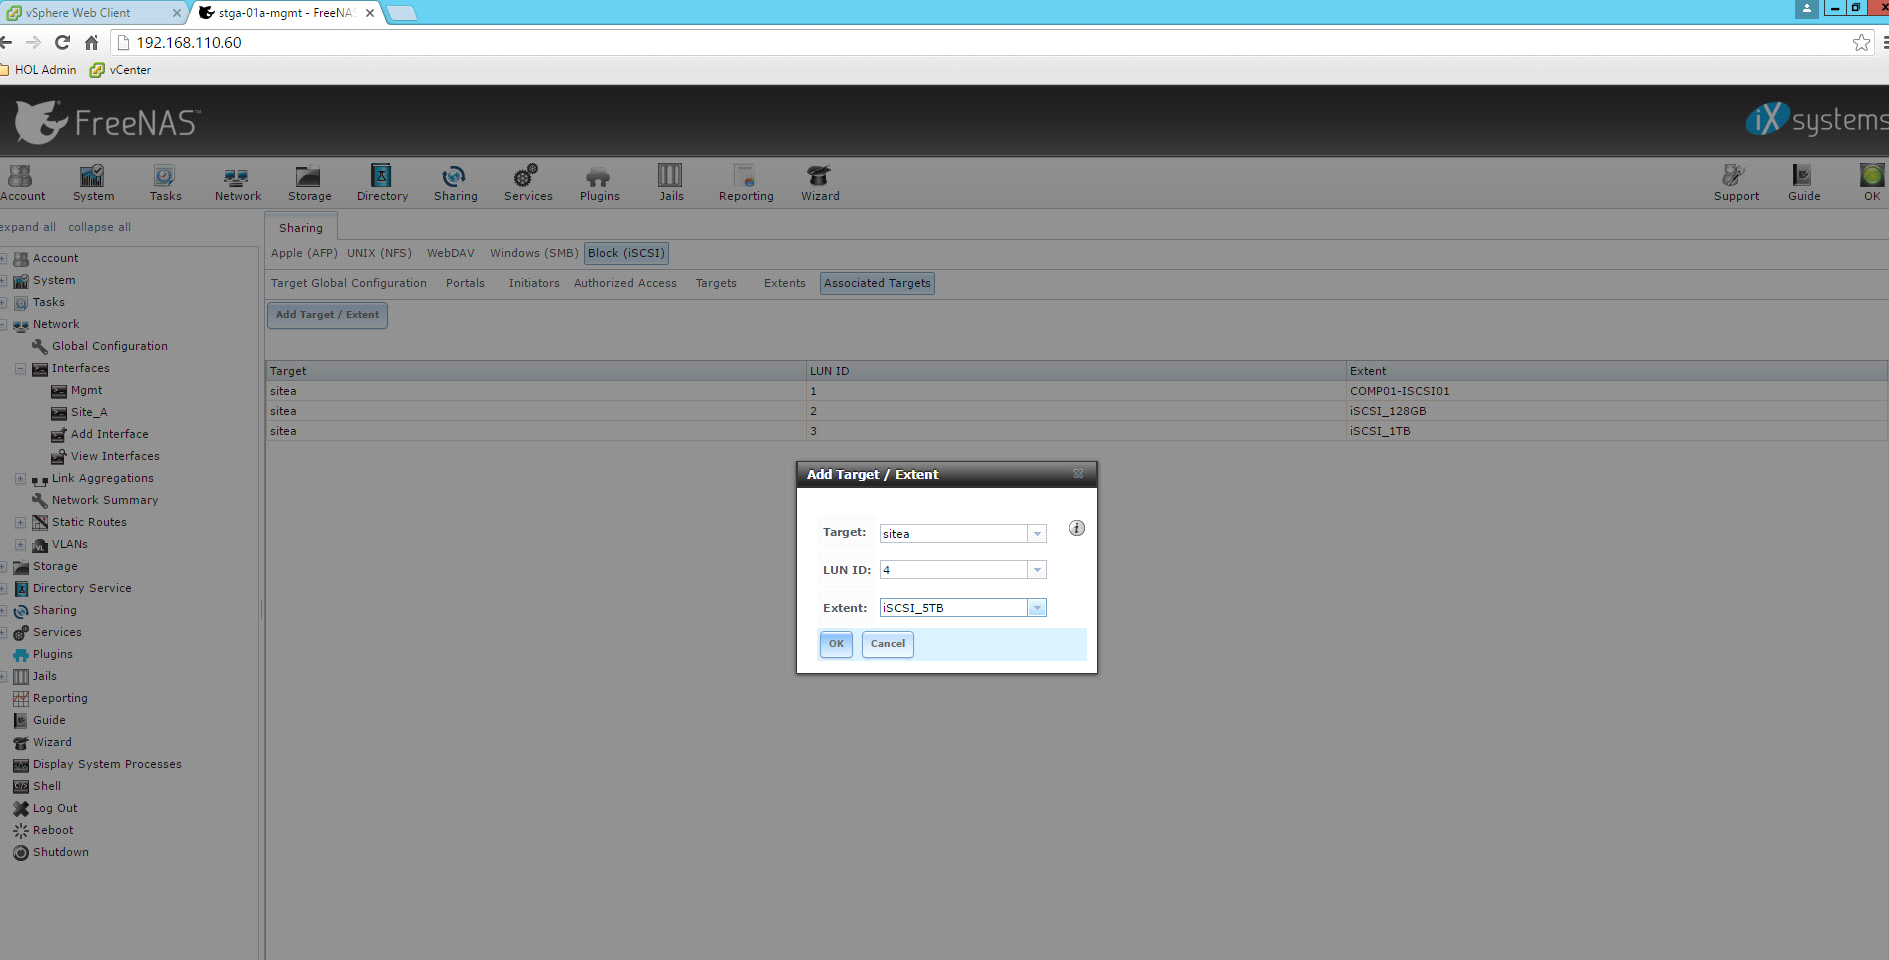 vSphere Web Client
stga-01a-mgmt - FreeNA
192.168.110.60
HOL Admin vCenter
FreeNAS™
iXsystems
Account System Tasks Network Storage Directory Sharing Services Plugins Jails Reporting Wizard Support Guide OK
expand all collapse all
Sharing
Apple (AFP) UNIX (NFS) WebDAV Windows (SMB) Block (iSCSI)
Target Global Configuration Portals Initiators Authorized Access Targets Extents Associated Targets
Add Target / Extent
Target LUN ID Extent
sitea 1 COMP01-ISCSI01
sitea 2 iSCSI_128GB
sitea 3 iSCSI_1TB
Account
System
Tasks
Network
Global Configuration
Interfaces
Mgmt
Site_A
Add Interface
View Interfaces
Link Aggregations
Network Summary
Static Routes
VLANs
Storage
Directory Service
Sharing
Services
Plugins
Jails
Reporting
Guide
Wizard
Display System Processes
Shell
Log Out
Reboot
Shutdown
Add Target / Extent
Target: sitea
LUN ID: 4
Extent: iSCSI_5TB
OK Cancel